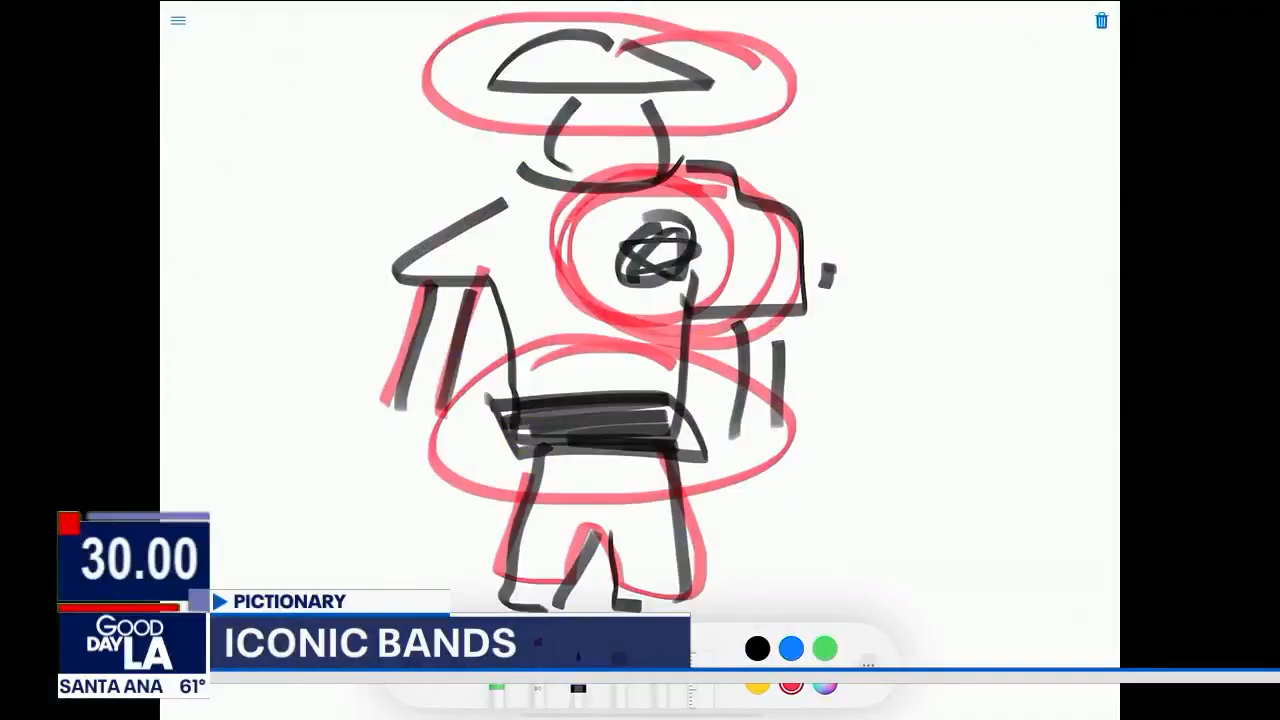 30.00
PICTIONARY
GOOD
DAY LA
ICONIC BANDS
SANTA ANA 61°